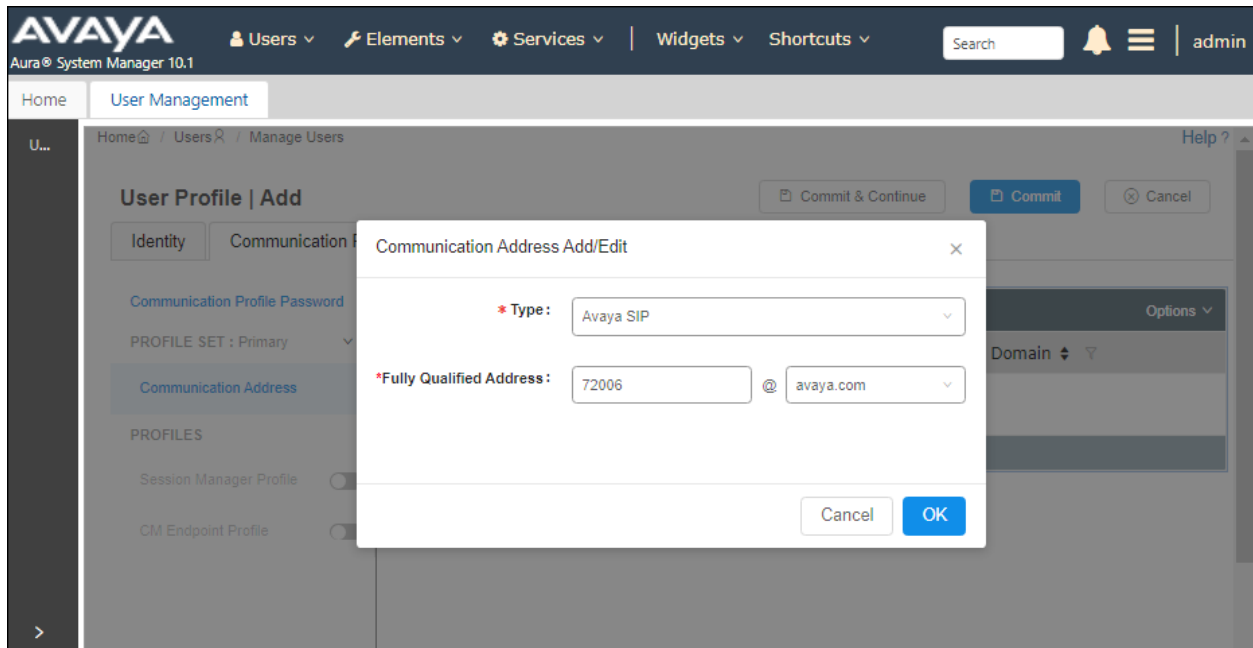 AVAYA
Aura® System Manager 10.1
Users
Elements
Services
Widgets
Shortcuts
Search
admin
Home
User Management
U...
Home / Users / Manage Users
Help ?
User Profile | Add
Commit & Continue
Commit
Cancel
Identity
Communication
Communication Address Add/Edit
Communication Profile Password
* Type:
Avaya SIP
Options
PROFILE SET : Primary
Domain
Communication Address
*Fully Qualified Address:
72006
@
avaya.com
PROFILES
Session Manager Profile
Cancel
OK
CM Endpoint Profile